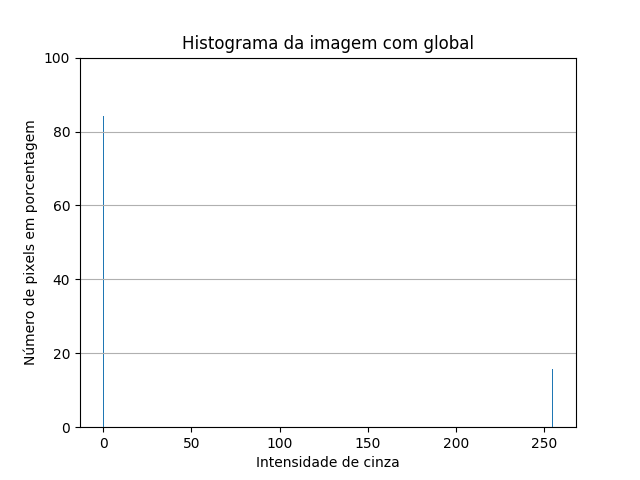 Histograma da imagem com global
100
80
60
40
20
0
Número de pixels em porcentagem
0 50 100 150 200 250
Intensidade de cinza